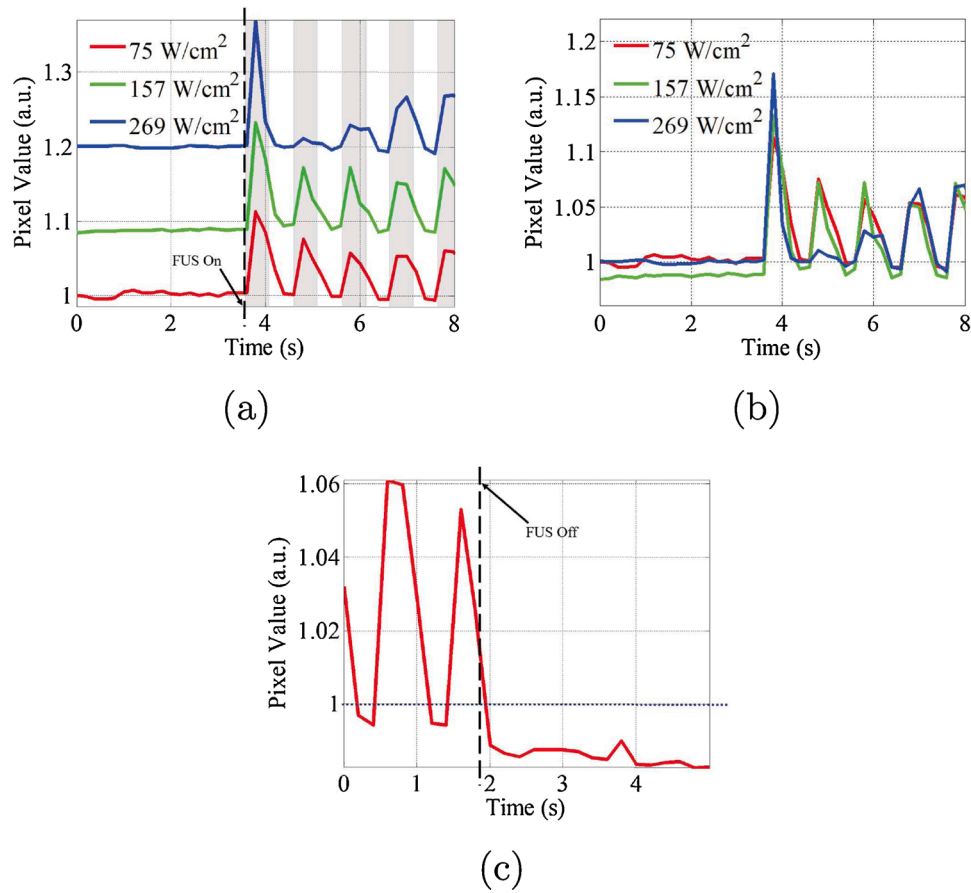 75 W/cm²
157 W/cm²
269 W/cm²
1.3
1.2
1.1
1
Pixel Value (a.u.)
FUS On
0 2 4 6 8
Time (s)
(a)
75 W/cm²
157 W/cm²
269 W/cm²
1.2
1.15
1.1
1.05
1
Pixel Value (a.u.)
0 2 4 6 8
Time (s)
(b)
1.06
1.04
1.02
1
Pixel Value (a.u.)
FUS Off
0 1 2 3 4
Time (s)
(c)